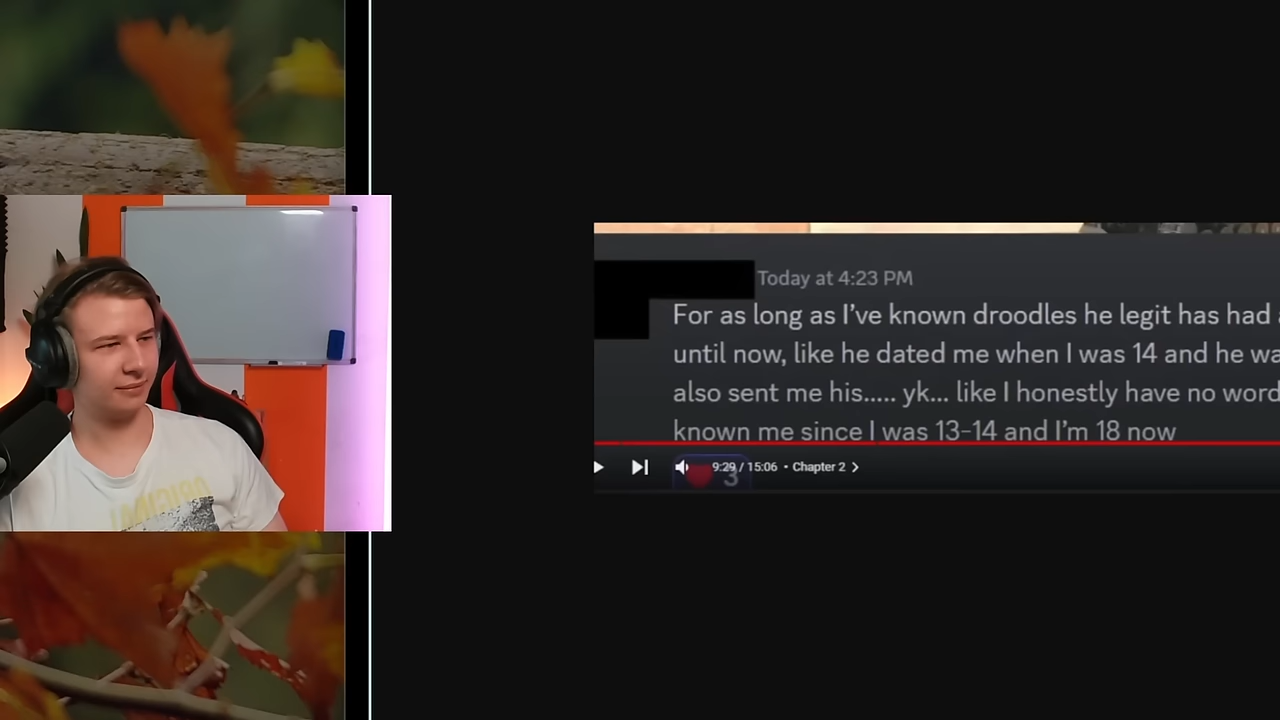 Today at 4:23 PM
For as long as I've known droodles he legit has had
until now, like he dated me when I was 14 and he
also sent me his..... yk... like I honestly have no
known me since I was 13-14 and I'm 18 now
9:29 / 15:06 • Chapter 2
3